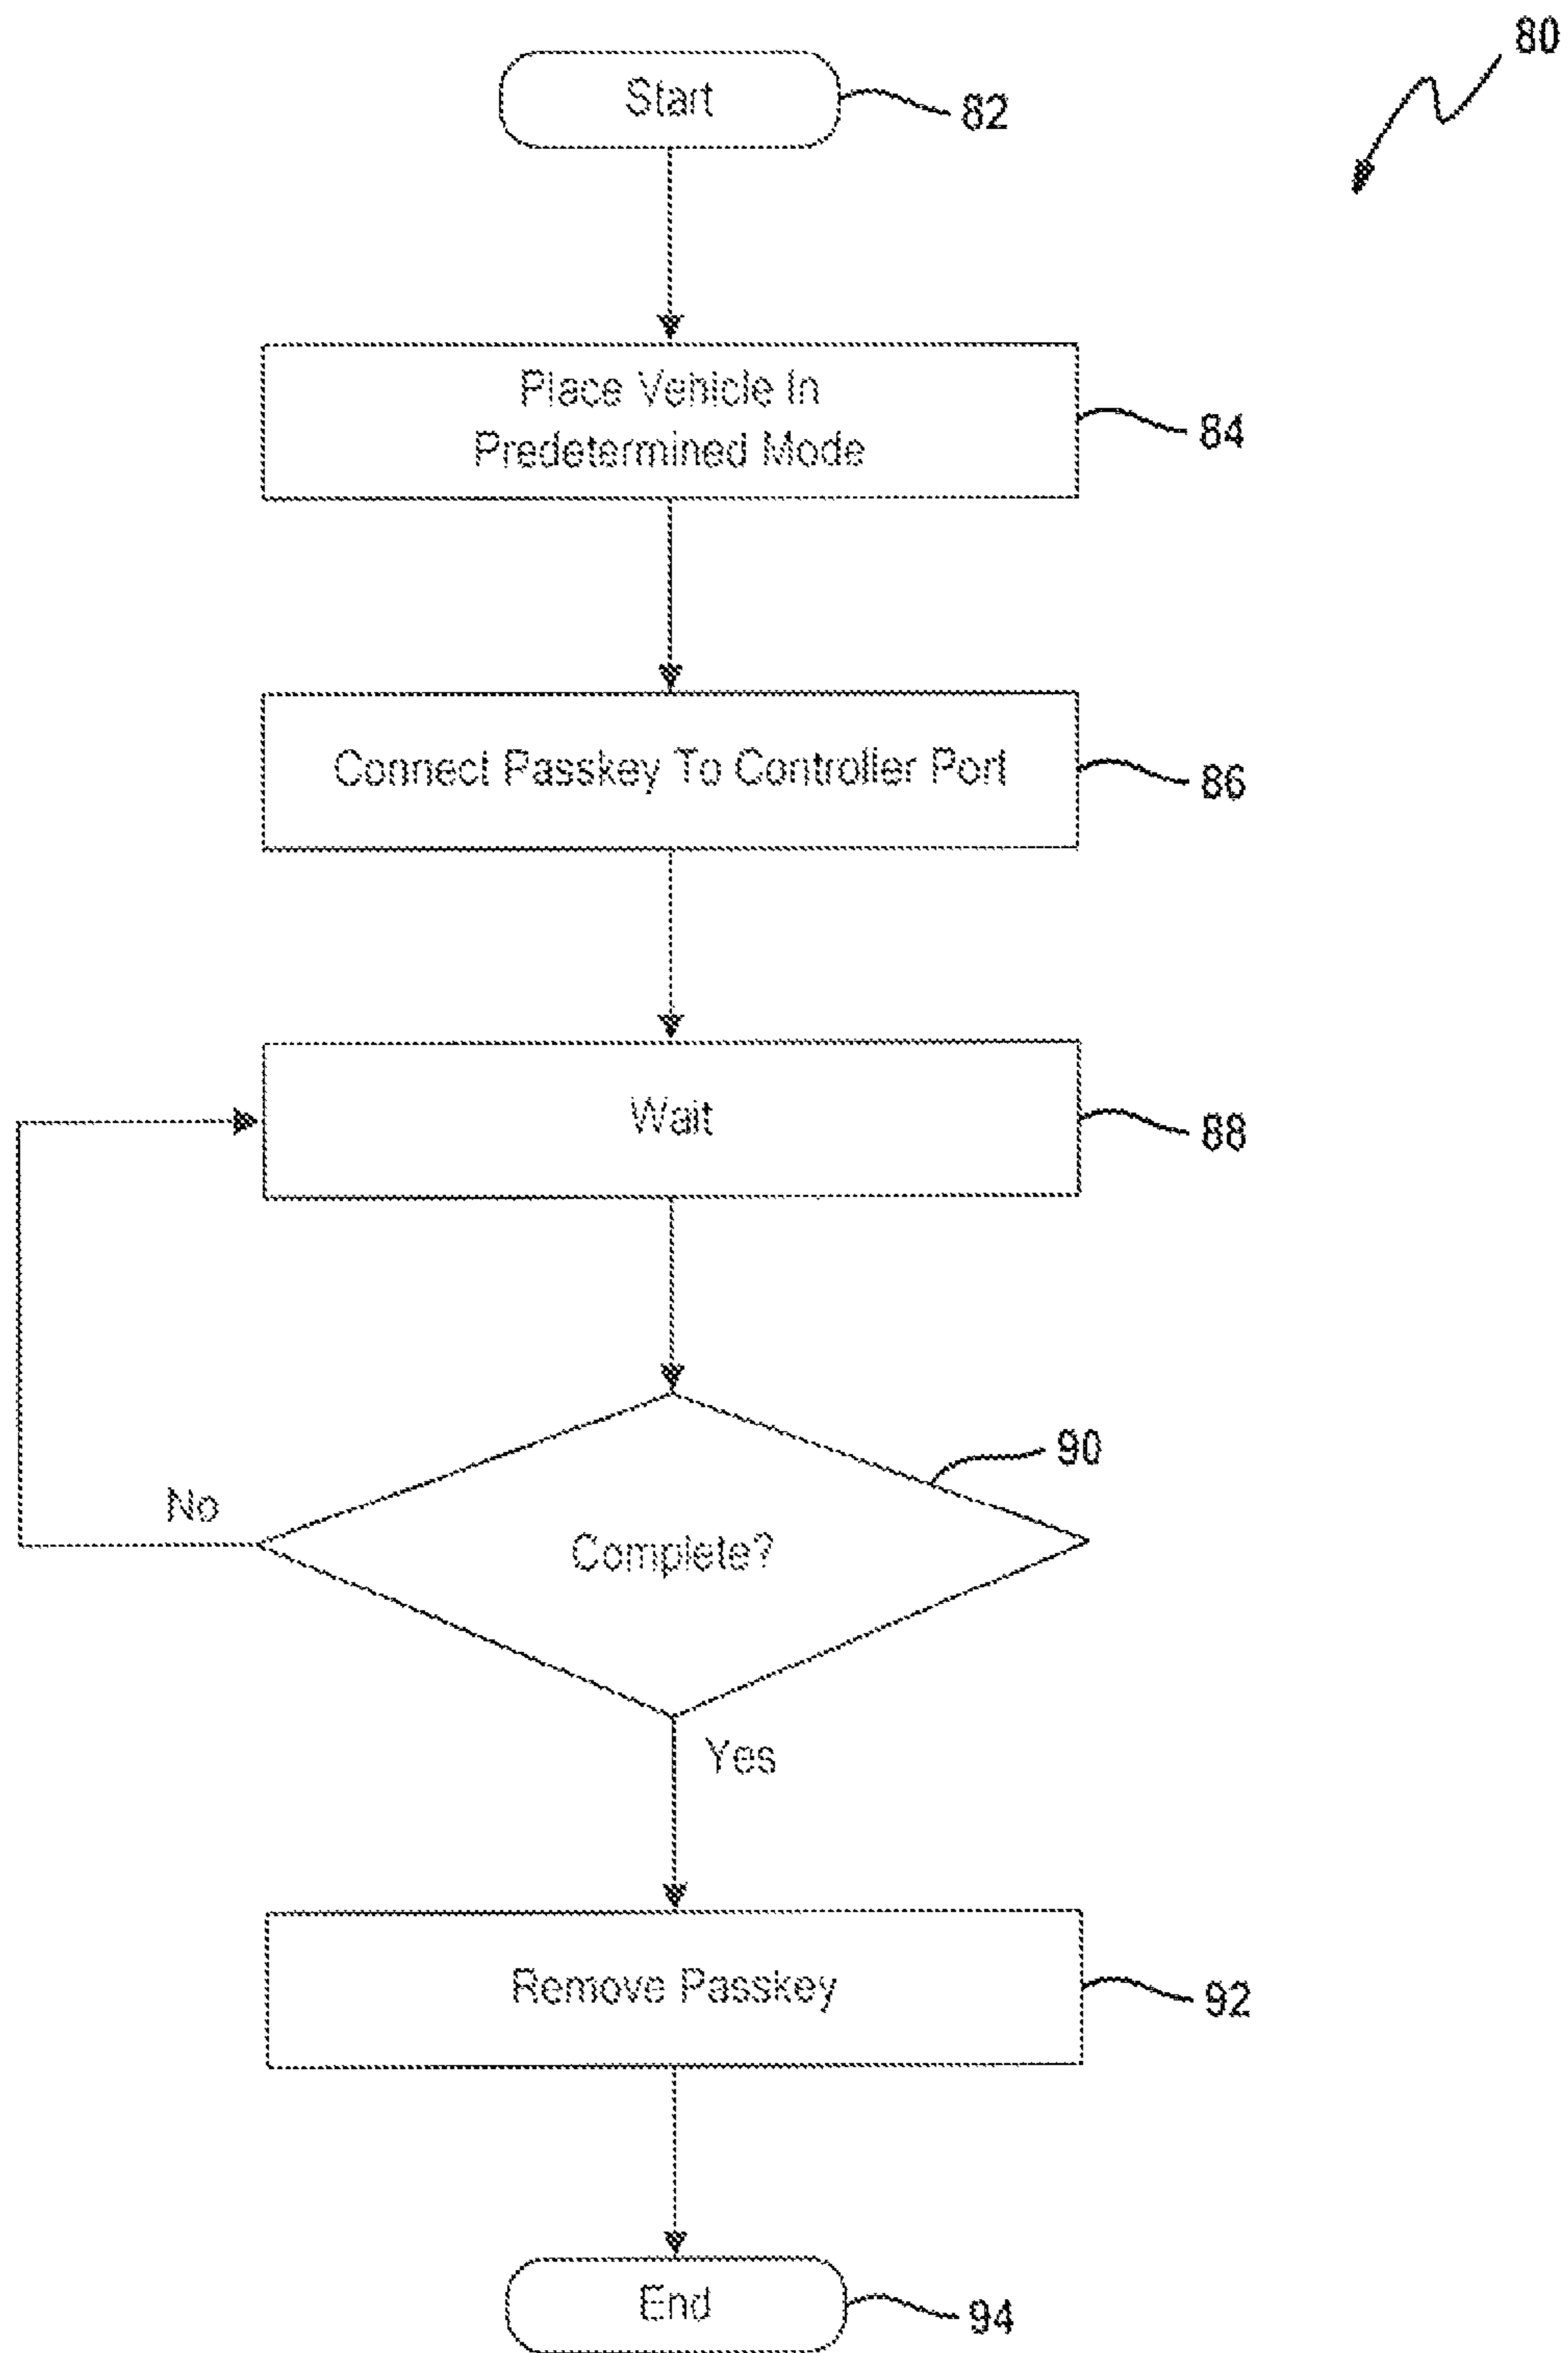 80
Start
82
Place Vehicle In
Predetermined Mode
84
Connect Passkey To Controller Port
86
Wait
88
90
No
Complete?
Yes
Remove Passkey
92
End
94